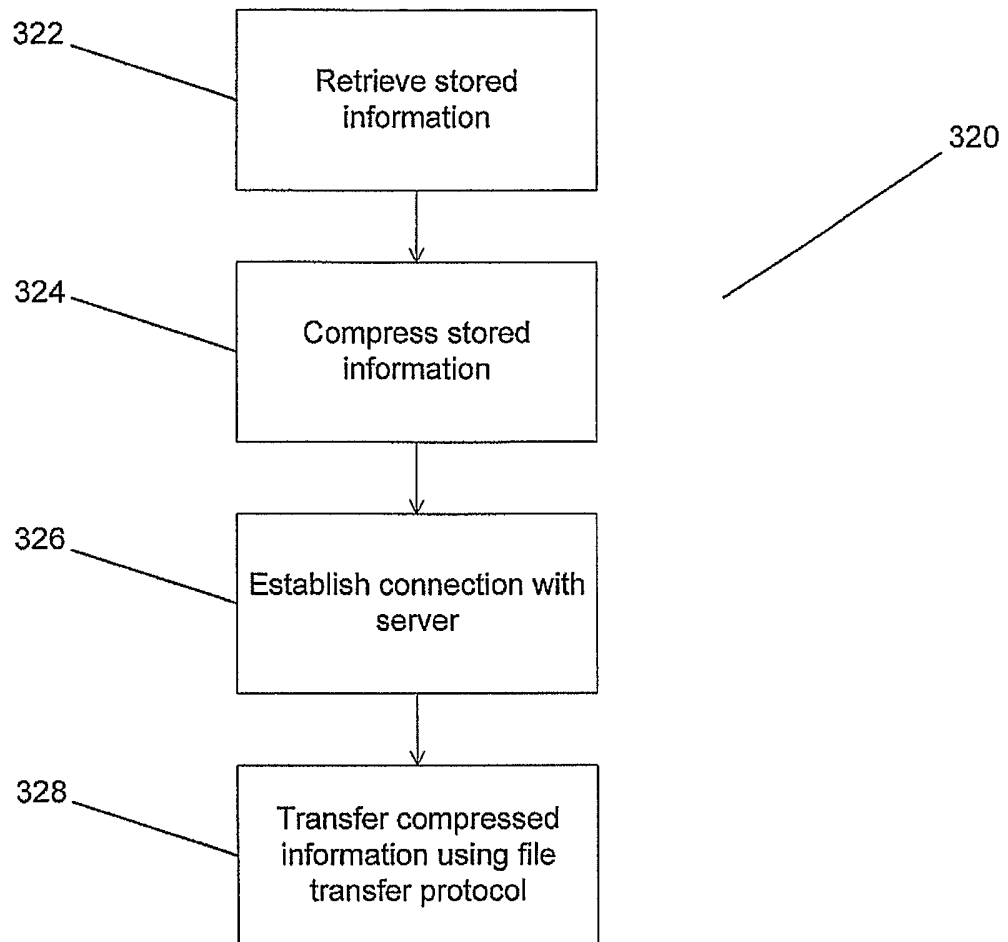 322
Retrieve stored
information
320
324
Compress stored
information
326
Establish connection with
server
328
Transfer compressed
information using file
transfer protocol